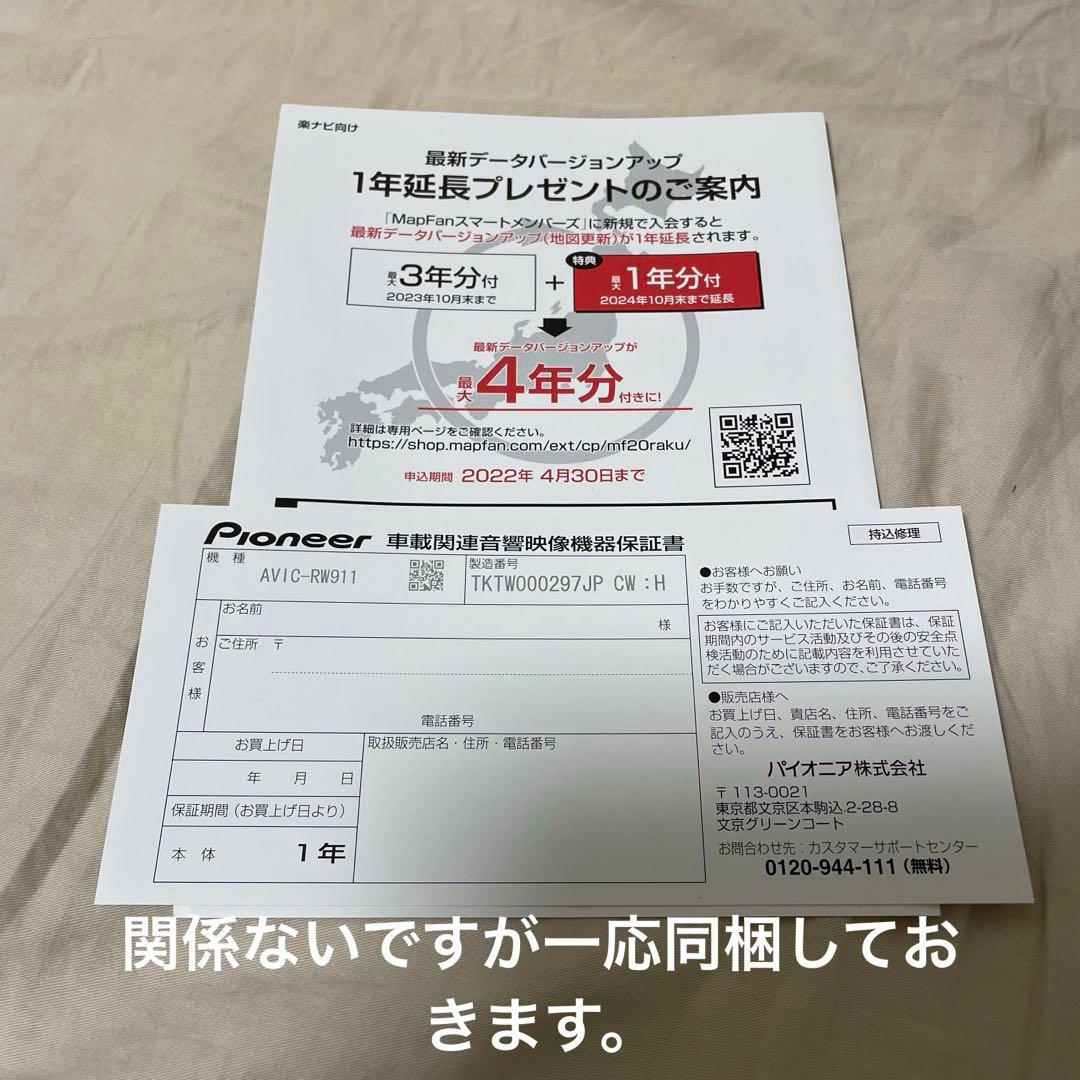 楽ナビ向け
最新データバージョンアップ
1年延長プレゼントのご案内
「MapFanスマートメンバーズ」に新規で入会すると
最新データバージョンアップ(地図更新)が1年延長されます。
最大3年分付
2023年10月末まで
+
特典
最大1年分付
2024年10月末まで延長
最新データバージョンアップが
最大4年分付きに!
詳細は専用ページをご確認ください。
https://shop.mapfan.com/ext/cp/mf20raku/
申込期間 2022年 4月30日まで
Pioneer 車載関連音響映像機器保証書
持込修理
機種
AVIC-RW911
製造番号
TKTW000297JP CW :H
お客様
お名前
様
ご住所 〒
電話番号
お買上げ日
年 月 日
保証期間(お買上げ日より)
本体 1年
取扱販売店名・住所・電話番号
●お客様へお願い
お手数ですが、ご住所、お名前、電話番号
をわかりやすくご記入ください。
お客様にご記入いただいた保証書は、保証
期間内のサービス活動及びその後の安全点
検活動のために記載内容を利用させていた
だく場合がございますので、ご了承ください。
●販売店様へ
お買上げ日、貴店名、住所、電話番号をご
記入のうえ、保証書をお客様へお渡しくだ
さい。
パイオニア株式会社
〒113-0021
東京都文京区本駒込 2-28-8
文京グリーンコート
お問合わせ先:カスタマーサポートセンター
0120-944-111(無料)
関係ないですが一応同梱してお
きます。